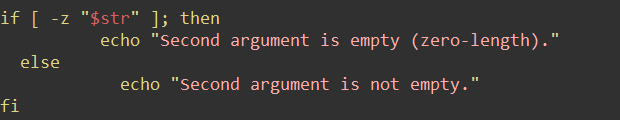 if [ -z "$str" ]; then
echo "Second argument is empty (zero-length)."
else
echo "Second argument is not empty."
fi